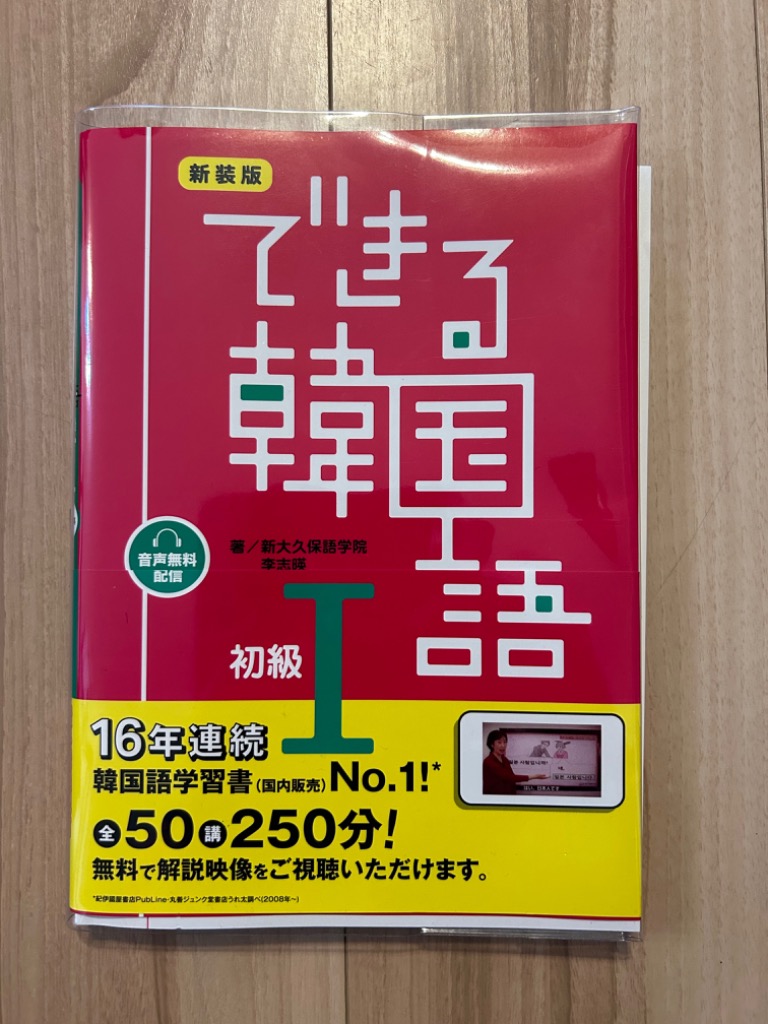 新装版
できる
韓国語
音声無料
配信
著／新大久保語学院
李志暎
初級
I
16年連続
韓国語学習書(国内販売)No.1!*
全50講250分!
無料で解説映像をご視聴いただけます。
*紀伊國屋書店PubLine・丸善ジュンク堂書店うれ太調べ(2008年〜)